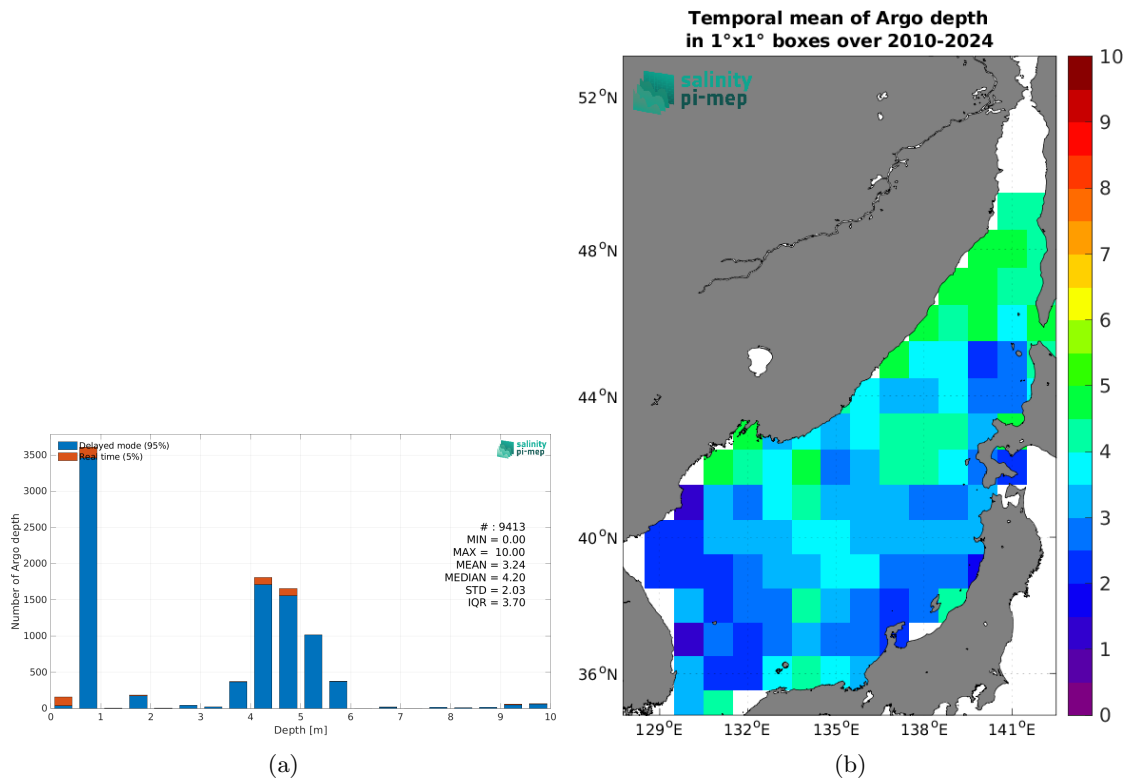 Delayed mode (95%)
Real time (5%)
salinity
pi-mep
3500
3000
2500
2000
1500
1000
500
0
Number of Argo depth
# : 9413
MIN = 0.00
MAX = 10.00
MEAN = 3.24
MEDIAN = 4.20
STD = 2.03
IQR = 3.70
0 1 2 3 4 5 6 7 8 9 10
Depth [m]
(a)
Temporal mean of Argo depth
in 1°x1° boxes over 2010-2024
salinity
pi-mep
52°N
48°N
44°N
40°N
36°N
129°E 132°E 135°E 138°E 141°E
10
9
8
7
6
5
4
3
2
1
0
(b)